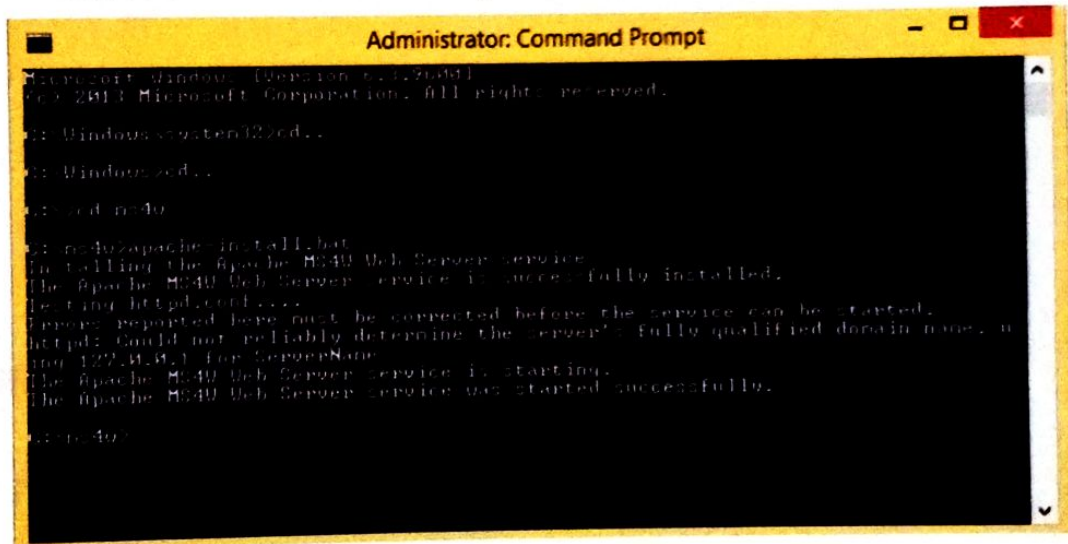 Administrator: Command Prompt
Microsoft Windows [Version 6.3.9600]
(c) 2013 Microsoft Corporation. All rights reserved.
C:\Windows\system32>cd..
C:\Windows>cd..
C:\>cd ms4w
C:\ms4w>apache-install.bat
Installing the Apache MS4W Web Server service
The Apache MS4W Web Server service is successfully installed.
Testing httpd.conf....
Errors reported here must be corrected before the service can be started.
httpd: Could not reliably determine the server's fully qualified domain name, u
ing 127.0.0.1 for ServerName
The Apache MS4W Web Server service is starting.
The Apache MS4W Web Server service was started successfully.
C:\ms4w>